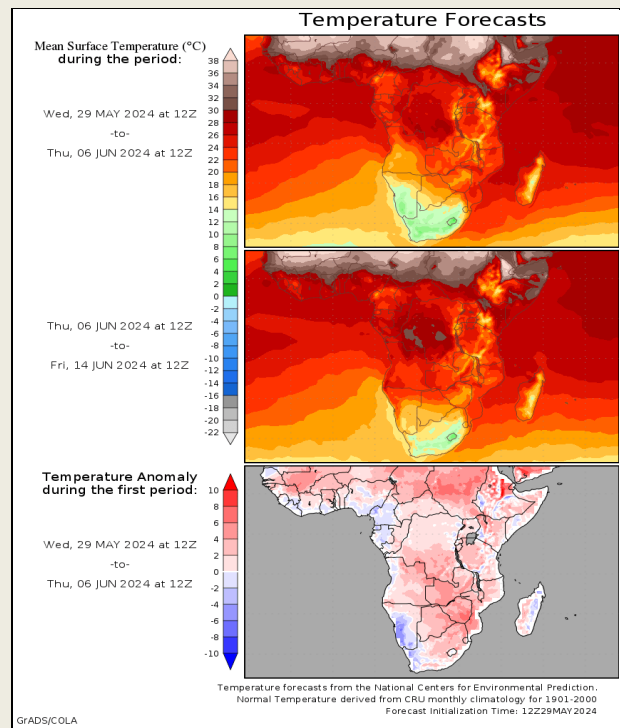 Temperature Forecasts
Mean Surface Temperature (°C)
during the period:
38
36
34
32
30
28
26
24
22
20
18
16
14
12
10
8
6
4
2
0
-2
-4
-6
-8
-10
-12
-14
-16
-18
-20
-22
Wed, 29 MAY 2024 at 12Z
-to-
Thu, 06 JUN 2024 at 12Z
Thu, 06 JUN 2024 at 12Z
-to-
Fri, 14 JUN 2024 at 12Z
Temperature Anomaly
during the first period:
10
8
6
4
2
0
-2
-4
-6
-8
-10
Wed, 29 MAY 2024 at 12Z
-to-
Thu, 06 JUN 2024 at 12Z
Temperature forecasts from the National Centers for Environmental Prediction.
Normal Temperature derived from CRU monthly climatology for 1901-2000
Forecast Initialization Time: 12Z29MAY2024
GrADS/COLA